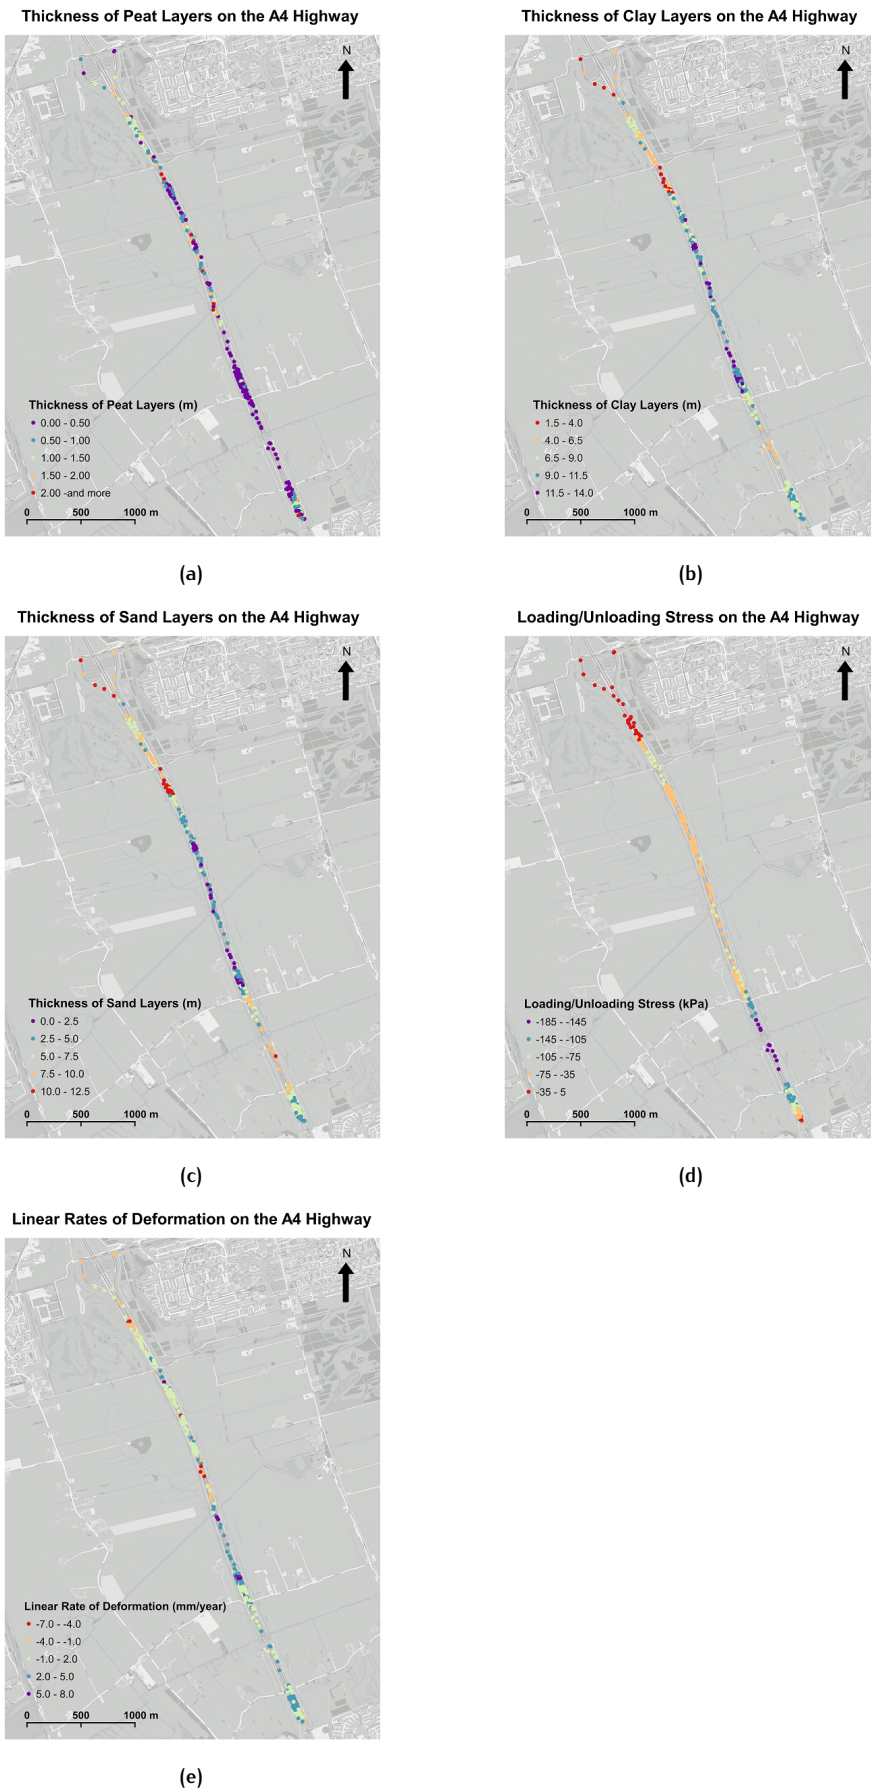 Thickness of Peat Layers on the A4 Highway
N
Thickness of Peat Layers (m)
0.00 - 0.50
0.50 - 1.00
1.00 - 1.50
1.50 - 2.00
2.00 -and more
0 500 1000 m
(a)
Thickness of Clay Layers on the A4 Highway
N
Thickness of Clay Layers (m)
1.5 - 4.0
4.0 - 6.5
6.5 - 9.0
9.0 - 11.5
11.5 - 14.0
0 500 1000 m
(b)
Thickness of Sand Layers on the A4 Highway
N
Thickness of Sand Layers (m)
0.0 - 2.5
2.5 - 5.0
5.0 - 7.5
7.5 - 10.0
10.0 - 12.5
0 500 1000 m
(c)
Loading/Unloading Stress on the A4 Highway
N
Loading/Unloading Stress (kPa)
-185 - -145
-145 - -105
-105 - -75
-75 - -35
-35 - 5
0 500 1000 m
(d)
Linear Rates of Deformation on the A4 Highway
N
Linear Rate of Deformation (mm/year)
-7.0 - -4.0
-4.0 - -1.0
-1.0 - 2.0
2.0 - 5.0
5.0 - 8.0
0 500 1000 m
(e)